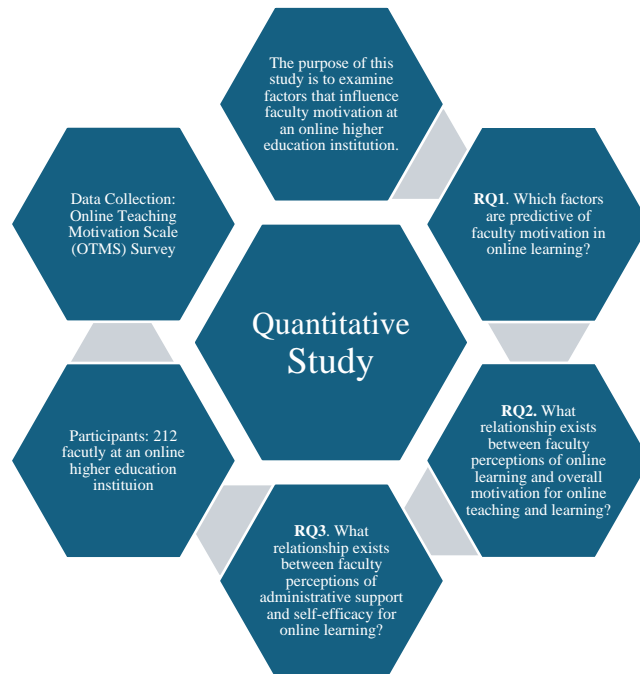 The purpose of this
study is to examine
factors that influence
faculty motivation at
an online higher
education institution.
RQ1. Which factors
are predictive of
faculty motivation in
online learning?
RQ2. What
relationship exists
between faculty
perceptions of online
learning and overall
motivation for online
teaching and learning?
RQ3. What
relationship exists
between faculty
perceptions of
administrative support
and self-efficacy for
online learning?
Participants: 212
facutly at an online
higher education
instituion
Data Collection:
Online Teaching
Motivation Scale
(OTMS) Survey
Quantitative
Study